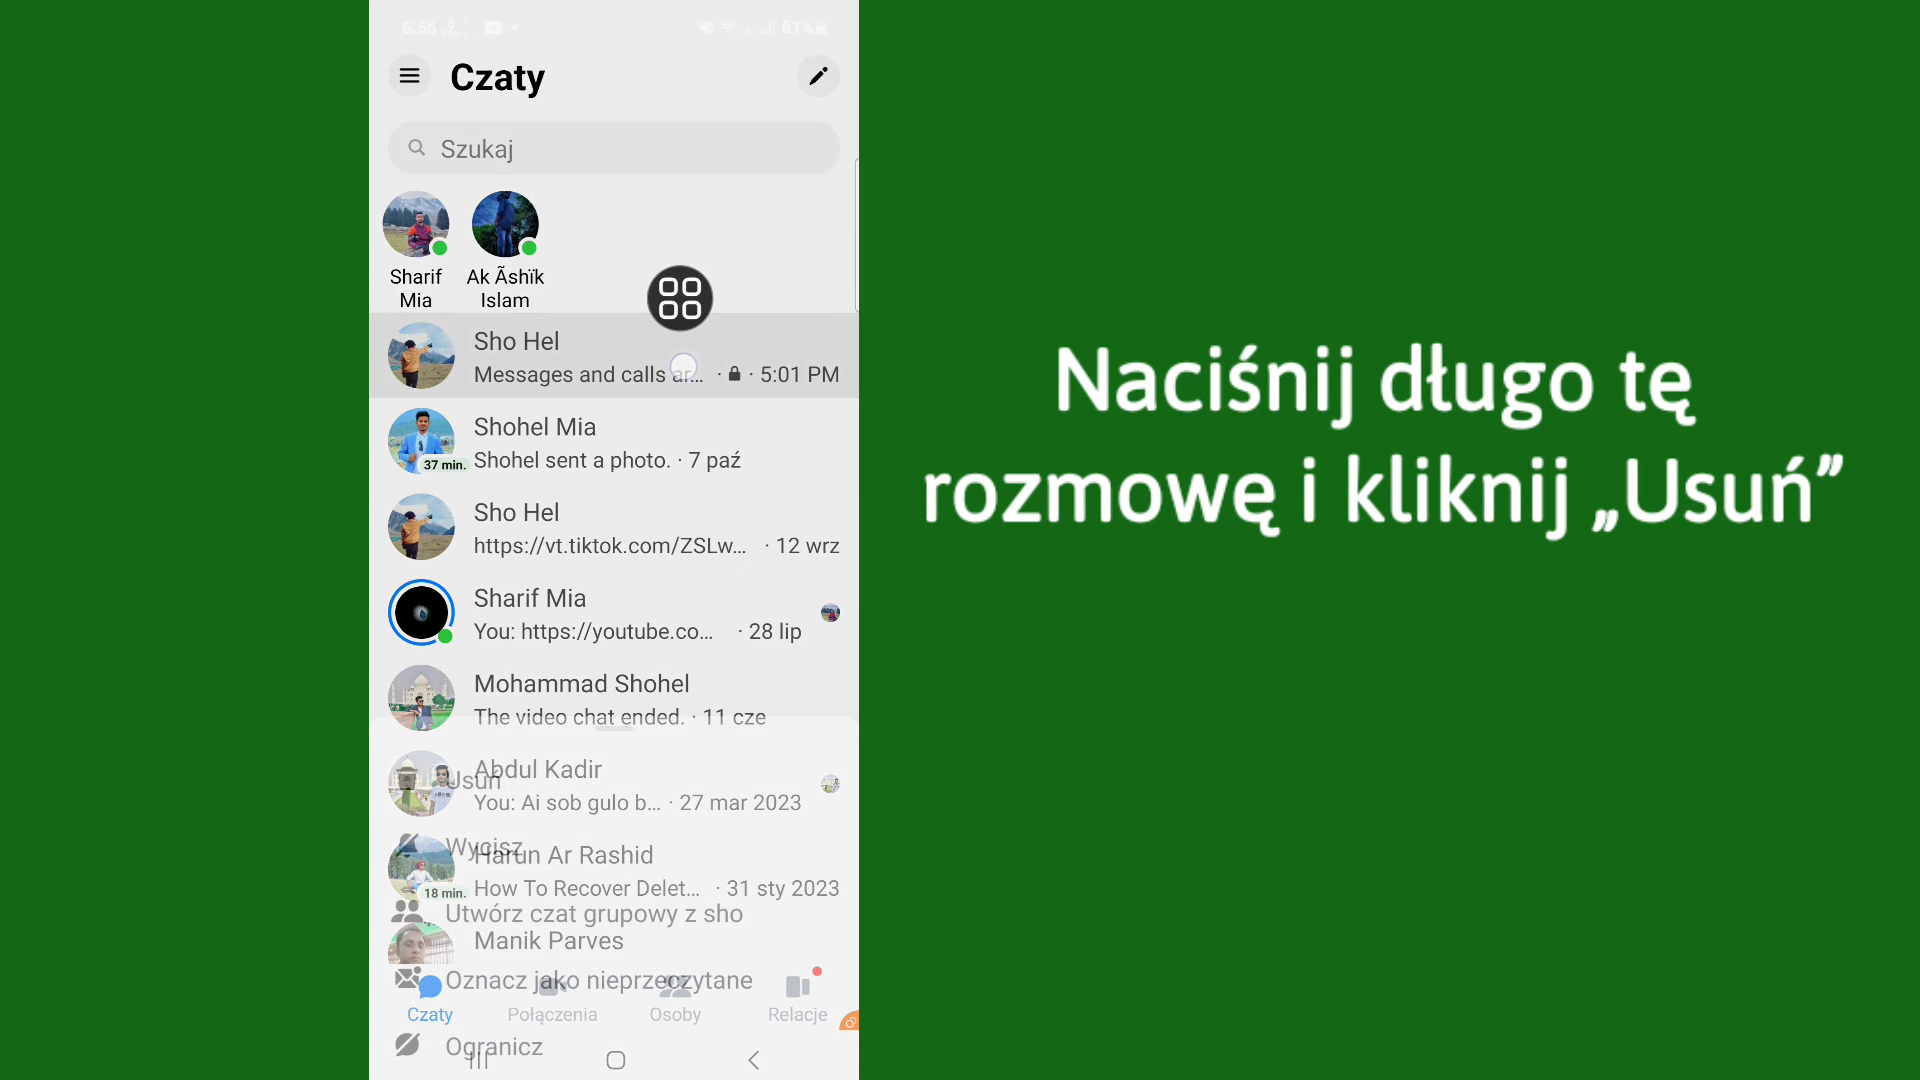 6:56
81%
Czaty
Szukaj
Sharif
Mia
Ak Ãshïk
Islam
Sho Hel
Messages and calls ar... · 5:01 PM
Shohel Mia
37 min.
Shohel sent a photo. · 7 paź
Sho Hel
https://vt.tiktok.com/ZSLw... · 12 wrz
Sharif Mia
You: https://youtube.co... · 28 lip
Mohammad Shohel
The video chat ended. · 11 cze
Abdul Kadir
Usuń
You: Ai sob gulo b... · 27 mar 2023
Wycisz
Harun Ar Rashid
18 min.
How To Recover Delet... · 31 sty 2023
Utwórz czat grupowy z sho
Manik Parves
Oznacz jako nieprzeczytane
Czaty
Połączenia
Osoby
Relacje
Ogranicz
Naciśnij długo tę
rozmowę i kliknij „Usuń”